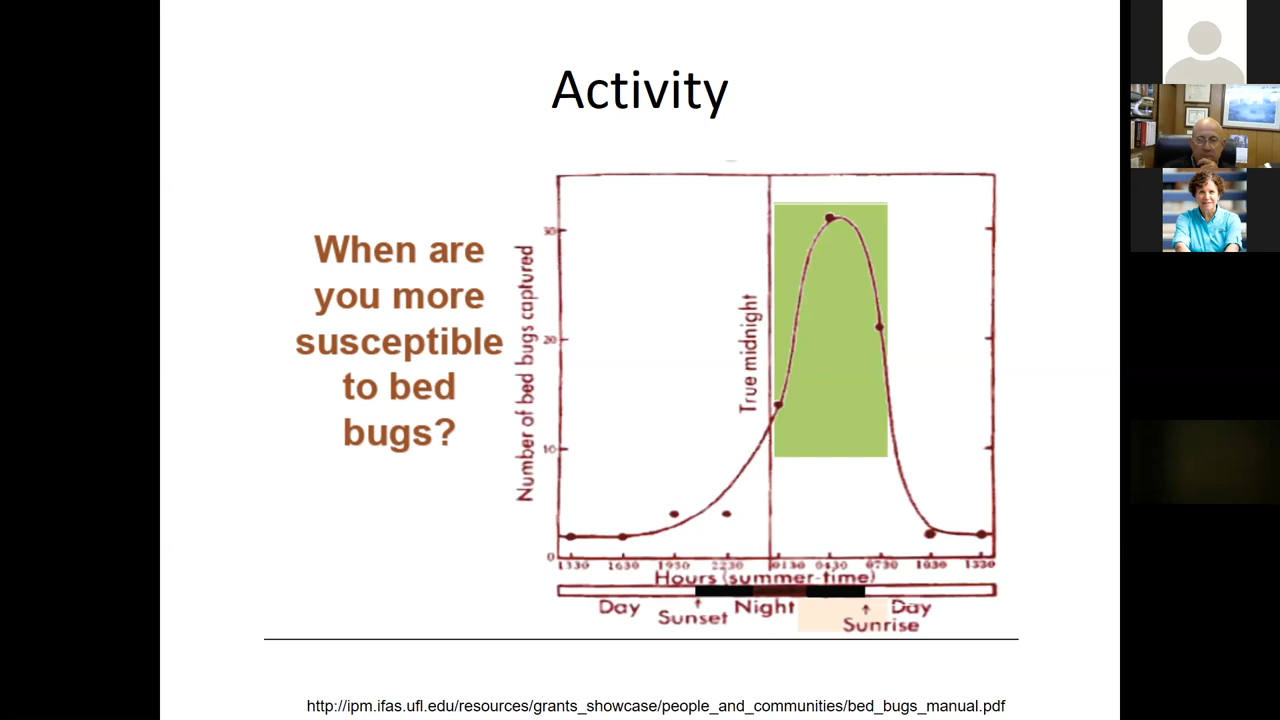 Activity
When are
you more
susceptible
to bed
bugs?
Number of bed bugs captured
30
20
10
0
True midnight
1330 1630 1930 2230 0130 0430 0730 1030 1330
Hours (summer-time)
Day Sunset Night Sunrise Day
http://ipm.ifas.ufl.edu/resources/grants_showcase/people_and_communities/bed_bugs_manual.pdf